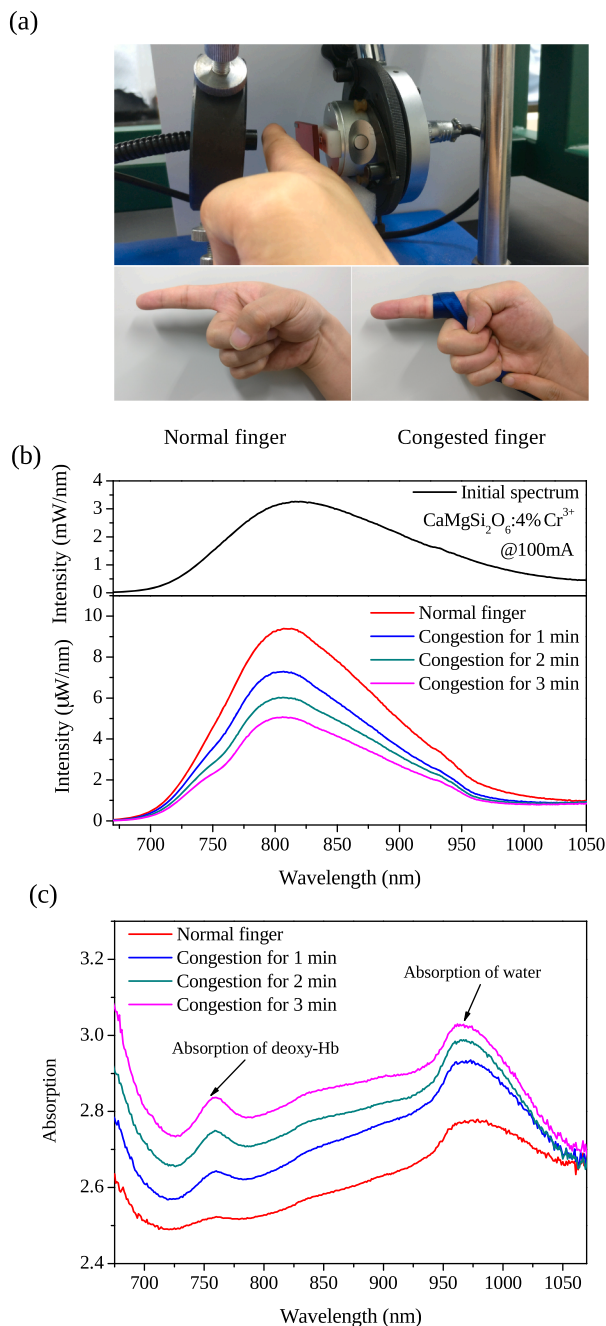 (a)
Normal finger
Congested finger
(b)
Intensity (mW/nm)
4
3
2
1
0
Initial spectrum
CaMgSi₂O₆:4% Cr³⁺
@100mA
Intensity (μW/nm)
10
8
6
4
2
0
Normal finger
Congestion for 1 min
Congestion for 2 min
Congestion for 3 min
700 750 800 850 900 950 1000 1050
Wavelength (nm)
(c)
Absorption
3.2
3.0
2.8
2.6
2.4
Normal finger
Congestion for 1 min
Congestion for 2 min
Congestion for 3 min
Absorption of water
Absorption of deoxy-Hb
700 750 800 850 900 950 1000 1050
Wavelength (nm)